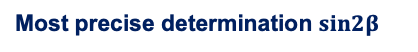 Most precise determination sin2β